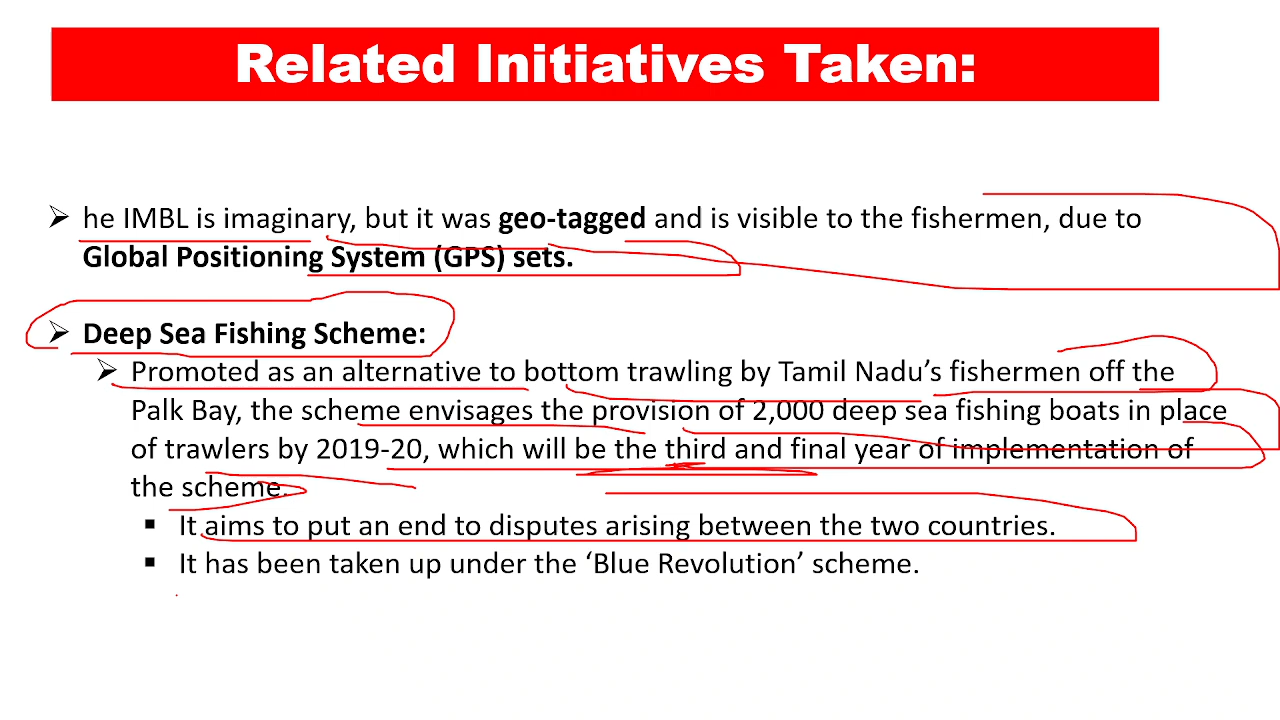 Related Initiatives Taken:
he IMBL is imaginary, but it was geo-tagged and is visible to the fishermen, due to
Global Positioning System (GPS) sets.
Deep Sea Fishing Scheme:
Promoted as an alternative to bottom trawling by Tamil Nadu's fishermen off the
Palk Bay, the scheme envisages the provision of 2,000 deep sea fishing boats in place
of trawlers by 2019-20, which will be the third and final year of implementation of
the scheme.
It aims to put an end to disputes arising between the two countries.
It has been taken up under the ‘Blue Revolution’ scheme.